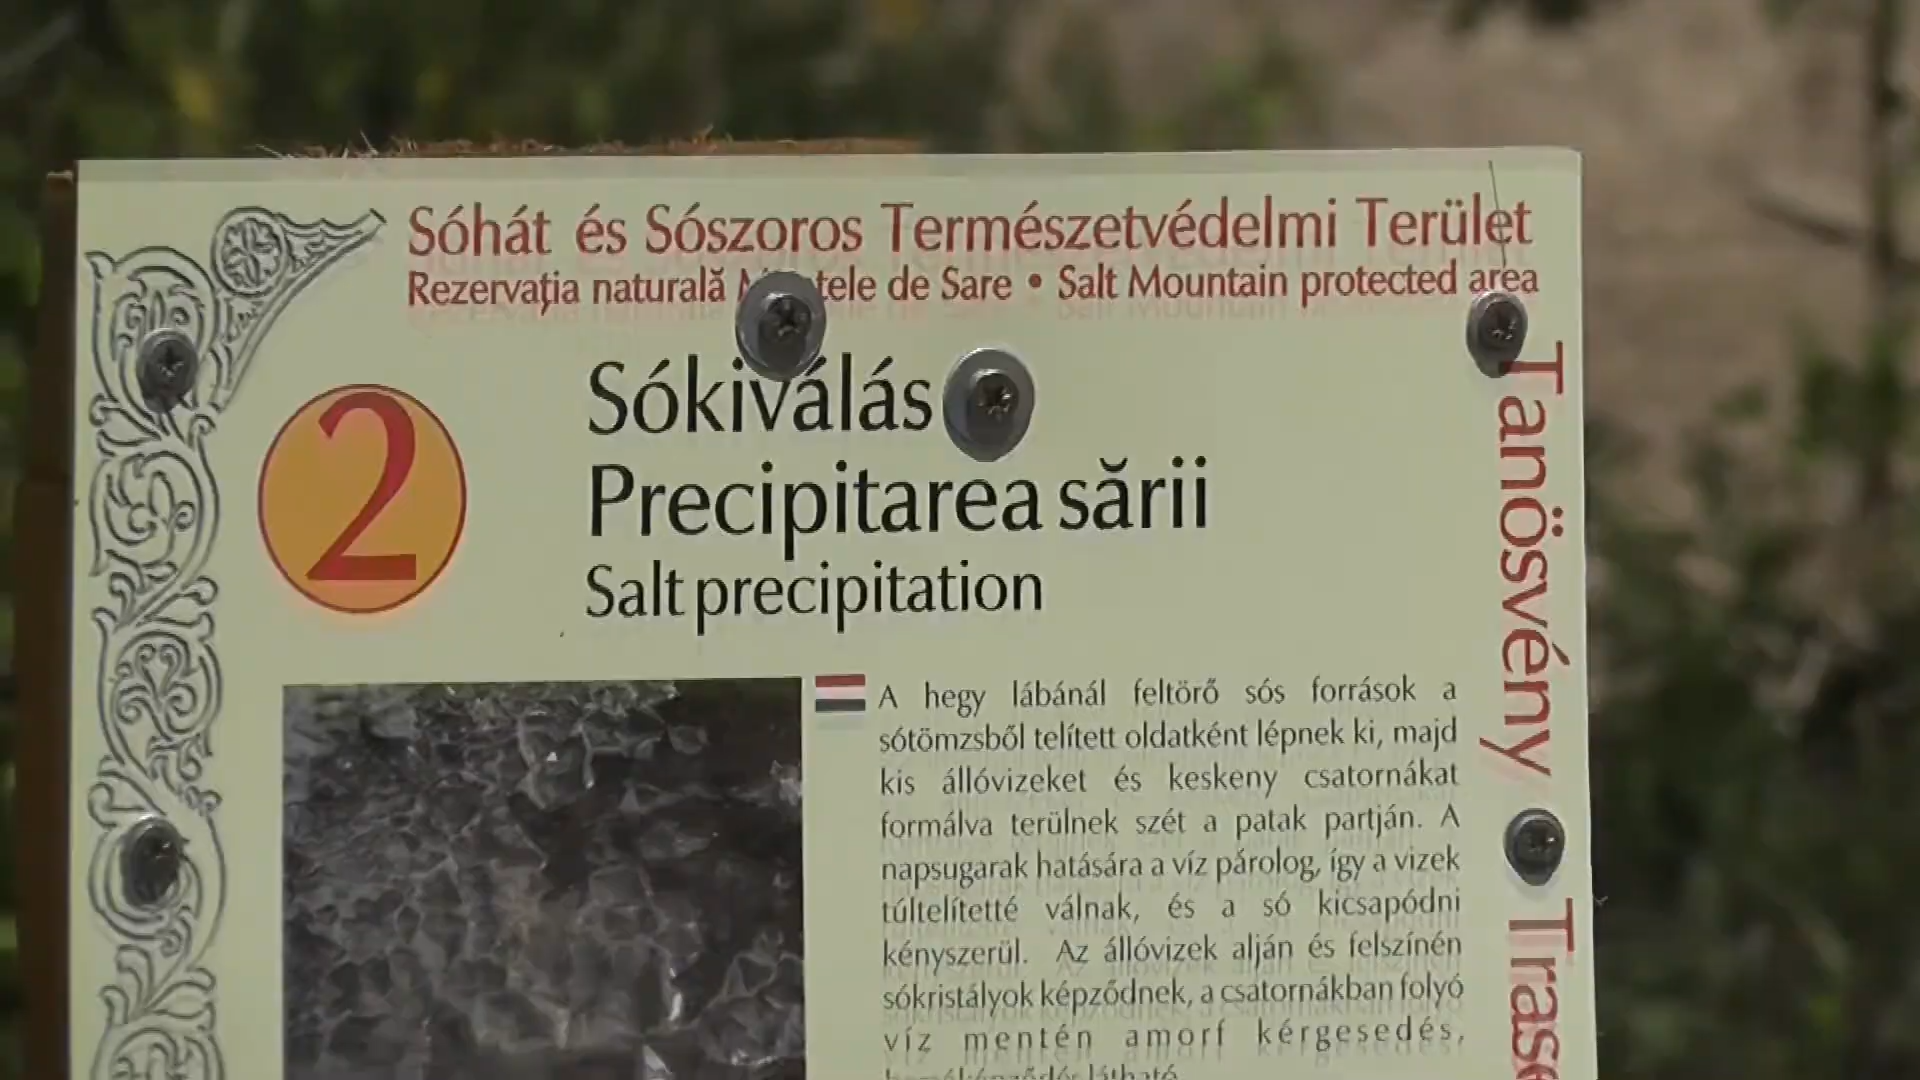 Sóhát és Sószoros Természetvédelmi Terület
Rezervația naturală tele de Sare • Salt Mountain protected area
2
Sókiválás
Precipitarea sării
Salt precipitation
A hegy lábánál feltörő sós források a
sótömzsből telített oldatként lépnek ki, majd
kis állóvizeket és keskeny csatornákat
formálva terülnek szét a patak partján. A
napsugarak hatására a víz párolog, így a vizek
túltelítetté válnak, és a só kicsapódni
kényszerül. Az állóvizek alján és felszínén
sókristályok képződnek, a csatornákban folyó
víz mentén amorf kérgesedés,
látható
Tanösvény
Trase